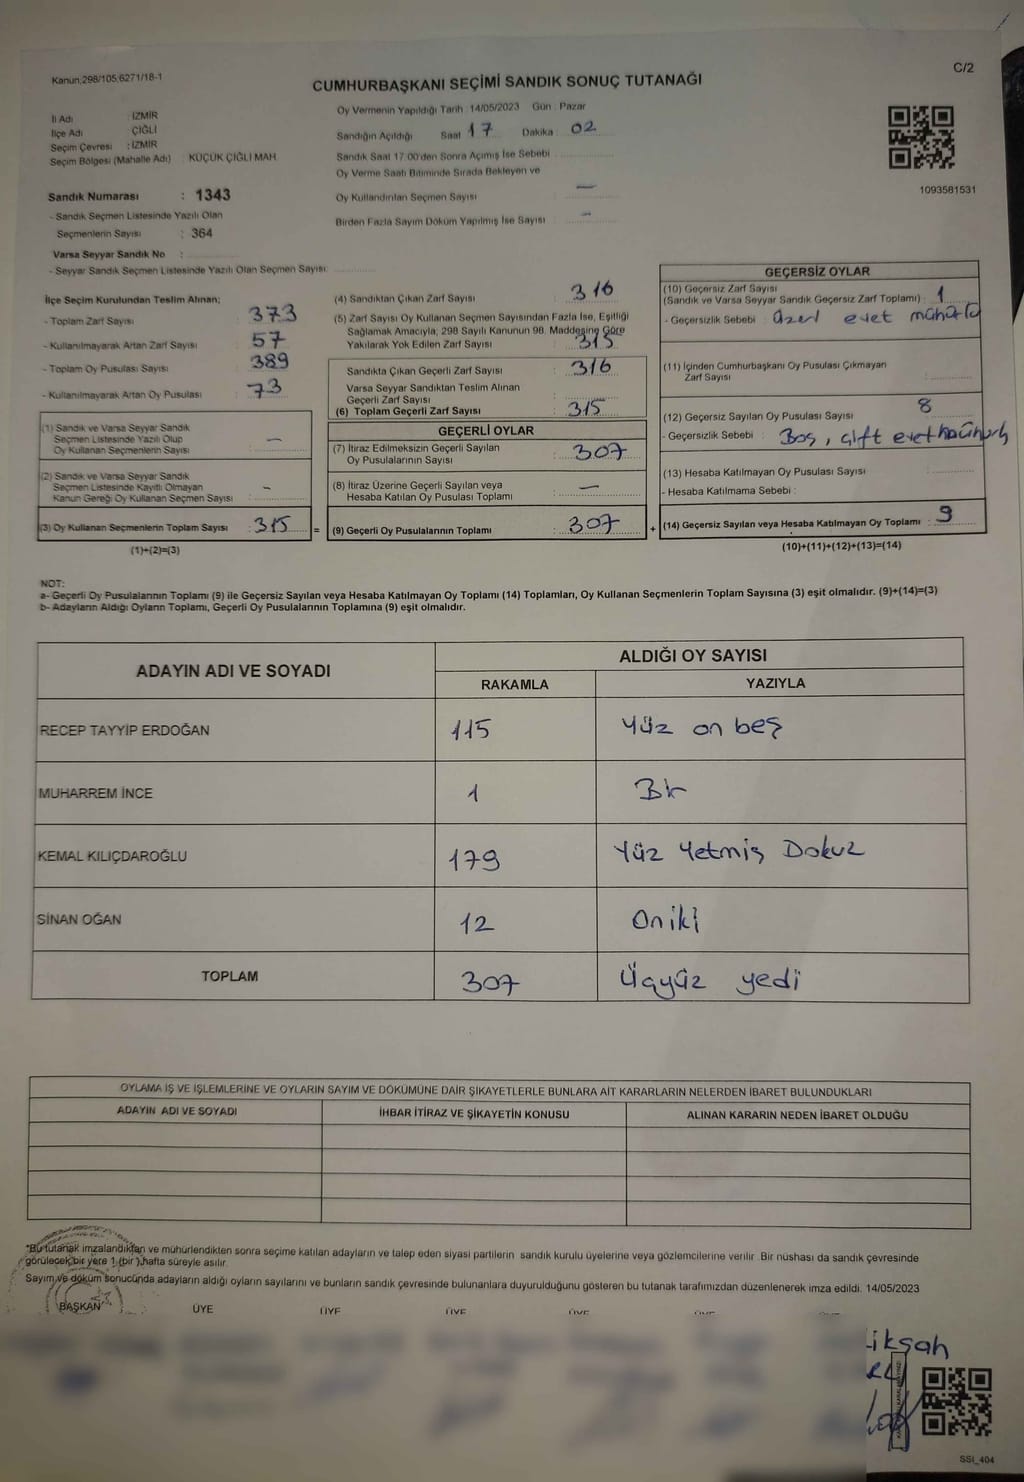 Kanun;298/105;6271/18-1
C/2
CUMHURBAŞKANI SEÇİMİ SANDIK SONUÇ TUTANAĞI
İl Adı : İZMİR
İlçe Adı : ÇİĞLİ
Seçim Çevresi : İZMİR
Seçim Bölgesi (Mahalle Adı) : KÜÇÜK ÇİĞLİ MAH.
Oy Vermenin Yapıldığı Tarih : 14/05/2023 Gün : Pazar
Sandığın Açıldığı Saat 17 Dakika : 02
Sandık Saat 17:00'den Sonra Açımış İse Sebebi :
Oy Verme Saati Bitiminde Sırada Bekleyen ve
Oy Kullandırılan Seçmen Sayısı : —
Birden Fazla Sayım Döküm Yapılmış İse Sayısı : -
1093581531
Sandık Numarası : 1343
- Sandık Seçmen Listesinde Yazılı Olan
Seçmenlerin Sayısı : 364
Varsa Seyyar Sandık No :
- Seyyar Sandık Seçmen Listesinde Yazılı Olan Seçmen Sayısı:
İlçe Seçim Kurulundan Teslim Alınan;
- Toplam Zarf Sayısı : 373
- Kullanılmayarak Artan Zarf Sayısı : 57
- Toplam Oy Pusulası Sayısı : 389
- Kullanılmayarak Artan Oy Pusulası : 73
(1) Sandık ve Varsa Seyyar Sandık
Seçmen Listesinde Yazılı Olup
Oy Kullanan Seçmenlerin Sayısı : —
(2) Sandık ve Varsa Seyyar Sandık
Seçmen Listesinde Kayıtlı Olmayan
Kanun Gereği Oy Kullanan Seçmen Sayısı : -
(3) Oy Kullanan Seçmenlerin Toplam Sayısı : 315 =
(1)+(2)=(3)
(4) Sandıktan Çıkan Zarf Sayısı : 316
(5) Zarf Sayısı Oy Kullanan Seçmen Sayısından Fazla İse, Eşitliği
Sağlamak Amacıyla, 298 Sayılı Kanunun 98. Maddesine Göre
Yakılarak Yok Edilen Zarf Sayısı : 315
Sandıkta Çıkan Geçerli Zarf Sayısı : 316
Varsa Seyyar Sandıktan Teslim Alınan
Geçerli Zarf Sayısı :
(6) Toplam Geçerli Zarf Sayısı : 315
GEÇERLİ OYLAR
(7) İtiraz Edilmeksizin Geçerli Sayılan
Oy Pusulalarının Sayısı : 307
(8) İtiraz Üzerine Geçerli Sayılan veya
Hesaba Katılan Oy Pusulası Toplamı : —
(9) Geçerli Oy Pusulalarının Toplamı : 307 +
GEÇERSİZ OYLAR
(10) Geçersiz Zarf Sayısı
(Sandık ve Varsa Seyyar Sandık Geçersiz Zarf Toplamı) : 1
- Geçersizlik Sebebi : evet
(11) İçinden Cumhurbaşkanı Oy Pusulası Çıkmayan
Zarf Sayısı :
(12) Geçersiz Sayılan Oy Pusulası Sayısı : 8
- Geçersizlik Sebebi : Boş, çift evet
(13) Hesaba Katılmayan Oy Pusulası Sayısı :
- Hesaba Katılmama Sebebi :
(14) Geçersiz Sayılan veya Hesaba Katılmayan Oy Toplamı : 9
(10)+(11)+(12)+(13)=(14)
NOT:
a- Geçerli Oy Pusulalarının Toplamı (9) ile Geçersiz Sayılan veya Hesaba Katılmayan Oy Toplamı (14) Toplamları, Oy Kullanan Seçmenlerin Toplam Sayısına (3) eşit olmalıdır. (9)+(14)=(3)
b- Adayların Aldığı Oyların Toplamı, Geçerli Oy Pusulalarının Toplamına (9) eşit olmalıdır.
ADAYIN ADI VE SOYADI ALDIĞI OY SAYISI
RAKAMLA YAZIYLA
RECEP TAYYİP ERDOĞAN 115 Yüz on beş
MUHARREM İNCE 1 Bir
KEMAL KILIÇDAROĞLU 179 Yüz Yetmiş Dokuz
SİNAN OĞAN 12 Oniki
TOPLAM 307 Üçyüz yedi
OYLAMA İŞ VE İŞLEMLERİNE VE OYLARIN SAYIM VE DÖKÜMÜNE DAİR ŞİKAYETLERLE BUNLARA AİT KARARLARIN NELERDEN İBARET BULUNDUKLARI
ADAYIN ADI VE SOYADI İHBAR İTİRAZ VE ŞİKAYETİN KONUSU ALINAN KARARIN NEDEN İBARET OLDUĞU
*Bu tutanak imzalandıktan ve mühürlendikten sonra seçime katılan adayların ve talep eden siyasi partilerin sandık kurulu üyelerine veya gözlemcilerine verilir. Bir nüshası da sandık çevresinde
görülecek bir yere 1 (bir ) hafta süreyle asılır.
Sayım ve döküm sonucunda adayların aldığı oyların sayılarını ve bunların sandık çevresinde bulunanlara duyurulduğunu gösteren bu tutanak tarafımızdan düzenlenerek imza edildi. 14/05/2023
BAŞKAN ÜYE ÜYE ÜYE ÜYE ÜYE ÜYE
SSI_404